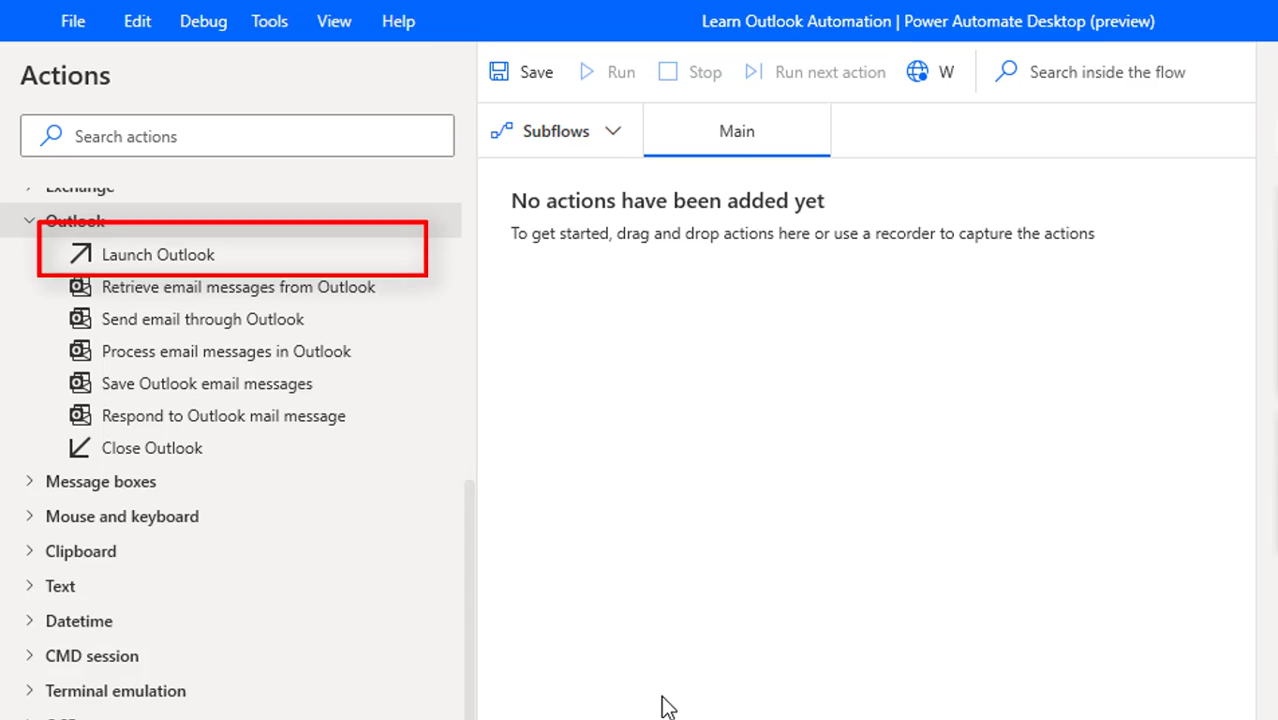 File Edit Debug Tools View Help Learn Outlook Automation | Power Automate Desktop (preview)
Actions
Search actions
Exchange
Outlook
Launch Outlook
Retrieve email messages from Outlook
Send email through Outlook
Process email messages in Outlook
Save Outlook email messages
Respond to Outlook mail message
Close Outlook
Message boxes
Mouse and keyboard
Clipboard
Text
Datetime
CMD session
Terminal emulation
Save Run Stop Run next action W Search inside the flow
Subflows Main
No actions have been added yet
To get started, drag and drop actions here or use a recorder to capture the actions